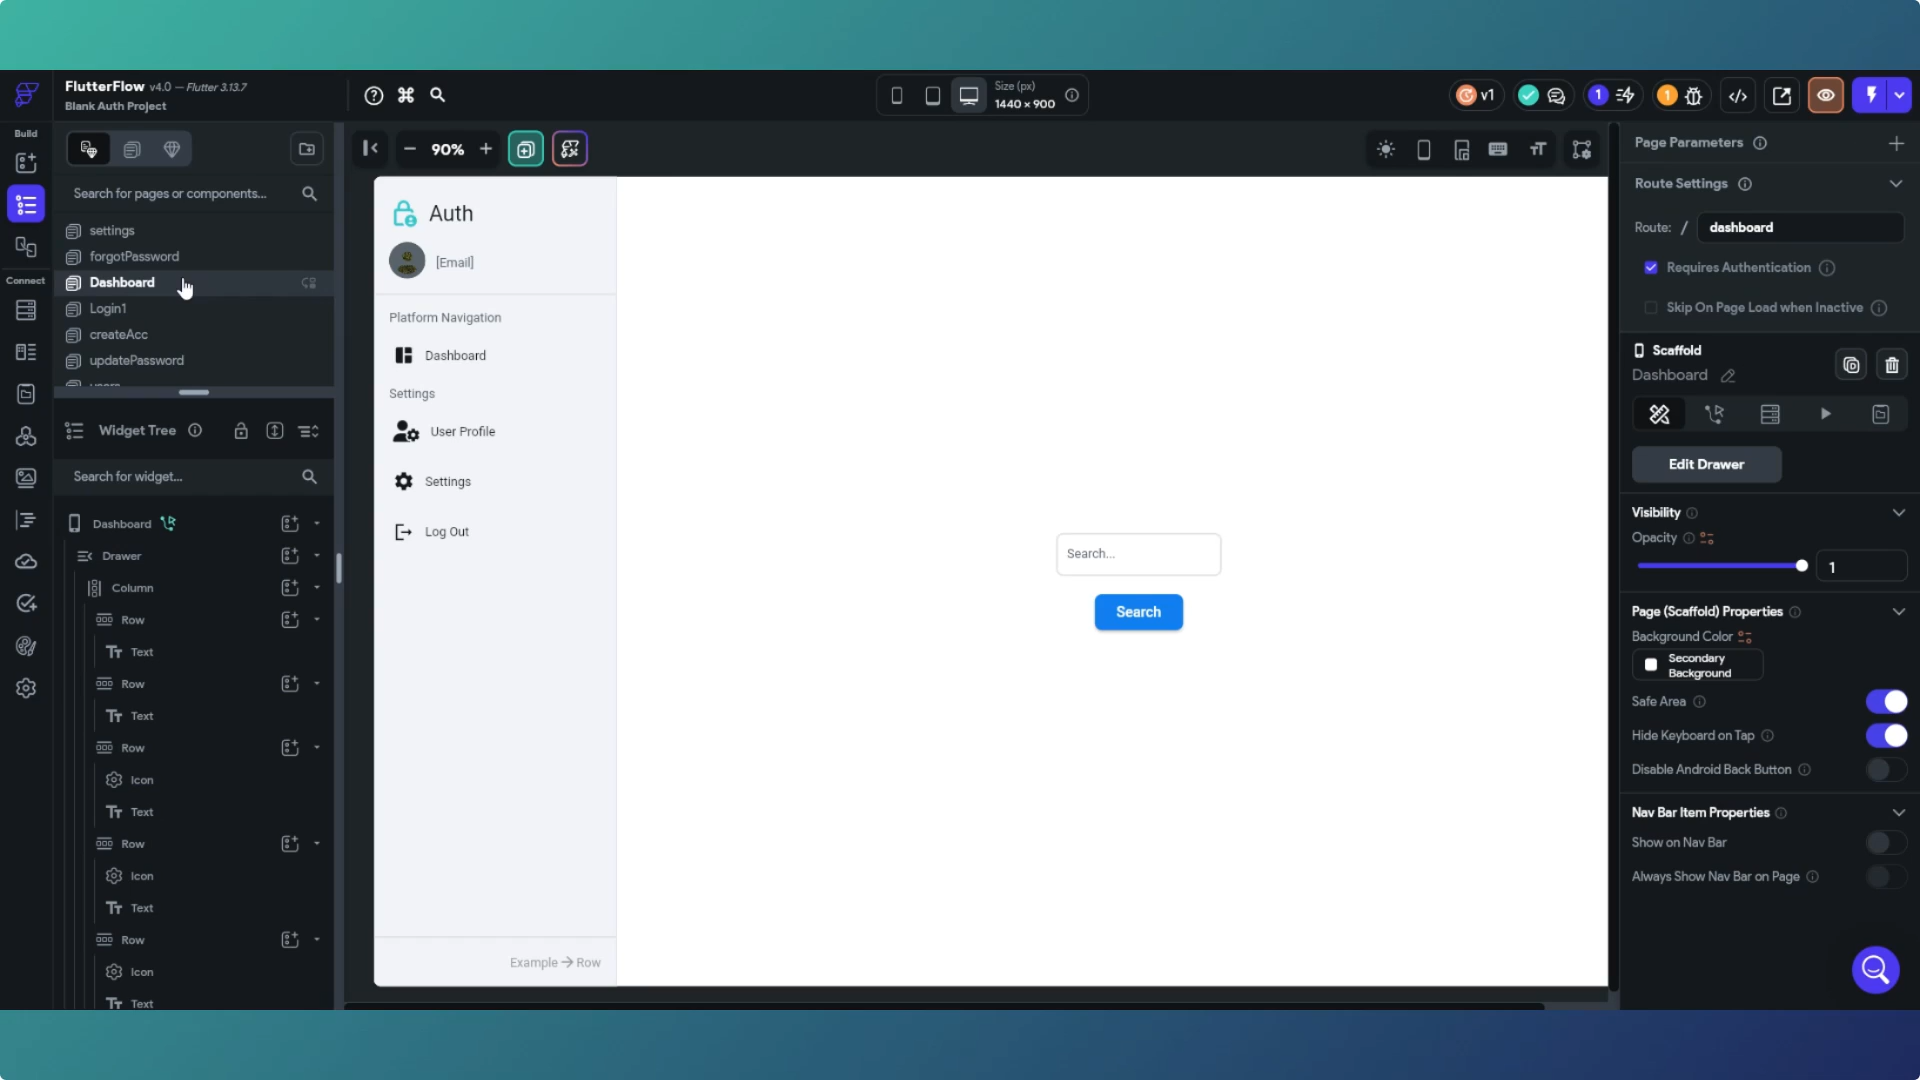 FlutterFlow v4.0 — Flutter 3.13.7
Blank Auth Project
Size (px)
1440 × 900
v1
1
1
Build
Connect
90%
Search for pages or components...
settings
forgotPassword
Dashboard
Login1
createAcc
updatePassword
Widget Tree
Search for widget...
Dashboard
Drawer
Column
Row
Text
Row
Text
Row
Icon
Text
Row
Icon
Text
Row
Icon
Text
Auth
[Email]
Platform Navigation
Dashboard
Settings
User Profile
Settings
Log Out
Example → Row
Search...
Search
Page Parameters
Route Settings
Route: / dashboard
Requires Authentication
Skip On Page Load when Inactive
Scaffold
Dashboard
Edit Drawer
Visibility
Opacity
1
Page (Scaffold) Properties
Background Color
Secondary
Background
Safe Area
Hide Keyboard on Tap
Disable Android Back Button
Nav Bar Item Properties
Show on Nav Bar
Always Show Nav Bar on Page